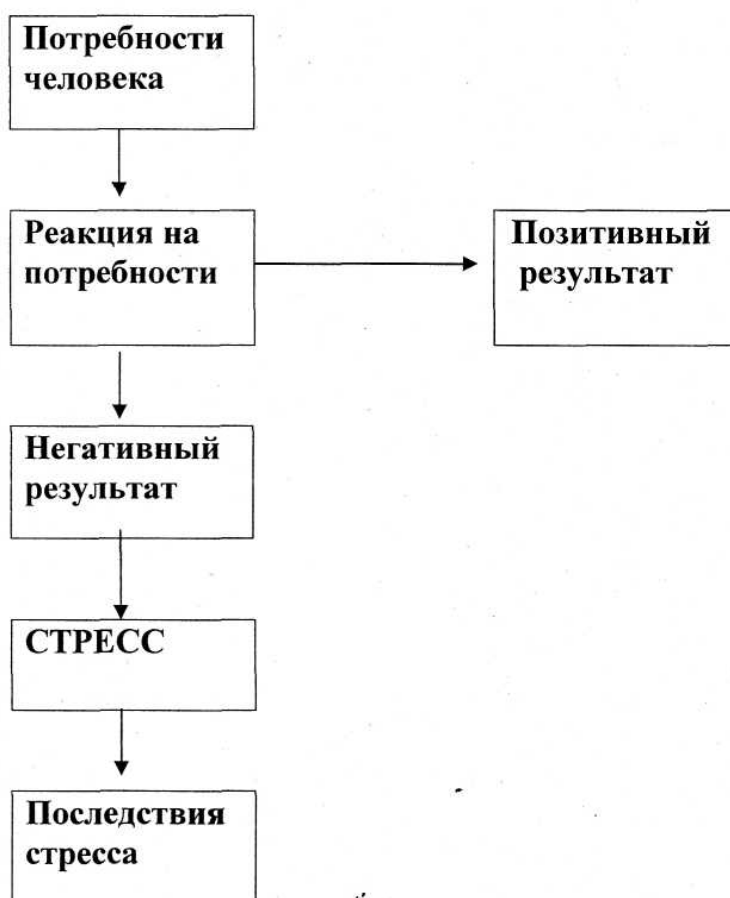 Потребности
человека
Реакция на
потребности
Позитивный
результат
Негативный
результат
СТРЕСС
Последствия
стресса